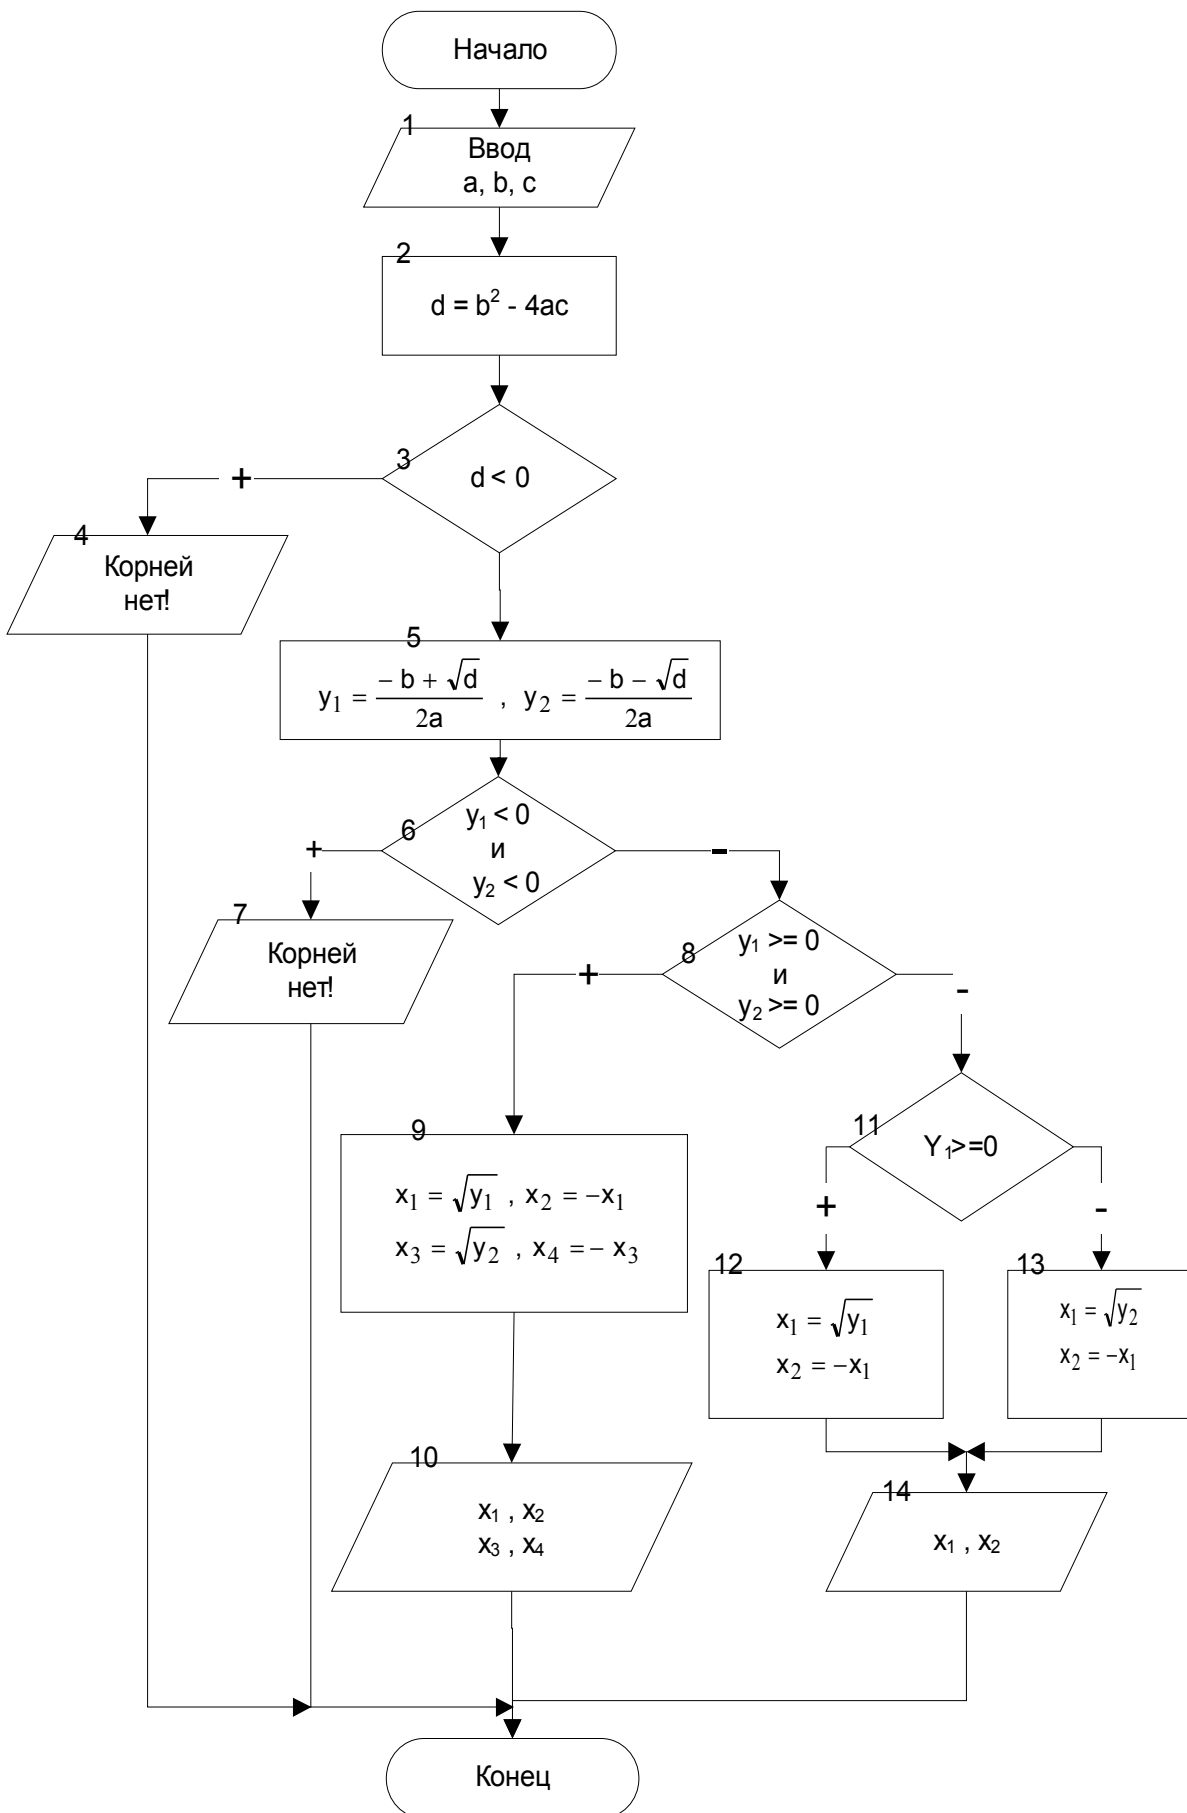 Начало
1
Ввод
a, b, c
2
d = b² - 4ac
3
d < 0
+
4
Корней
нет!
5
y₁ = (−b + √d)/2a , y₂ = (−b − √d)/2a
6
y₁ < 0
и
y₂ < 0
+
-
7
Корней
нет!
8
y₁ >= 0
и
y₂ >= 0
+
-
9
x₁ = √y₁ , x₂ = −x₁
x₃ = √y₂ , x₄ = − x₃
11
Y₁>=0
+
-
12
x₁ = √y₁
x₂ = −x₁
13
x₁ = √y₂
x₂ = −x₁
10
x₁ , x₂
x₃ , x₄
14
x₁ , x₂
Конец